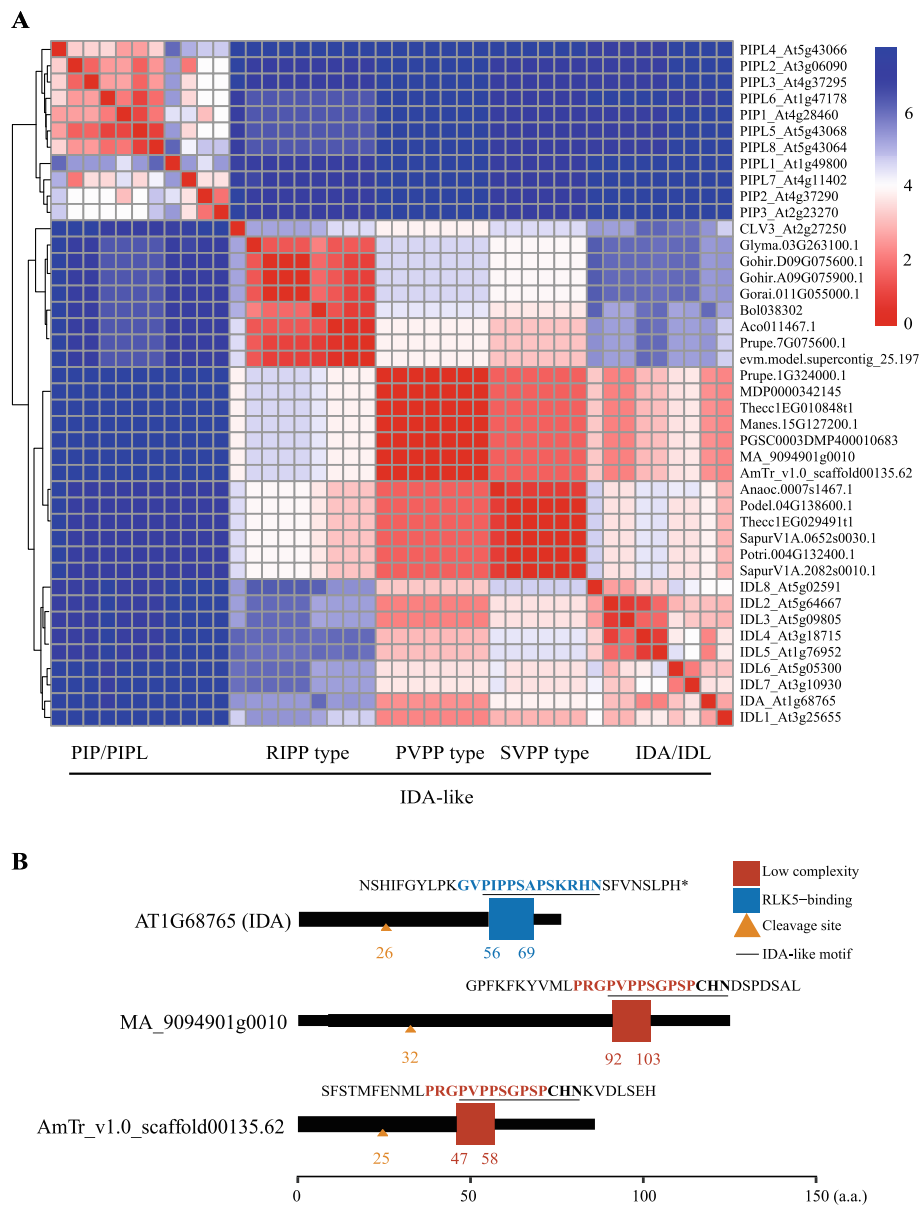 A
PIPL4_At5g43066
PIPL2_At3g06090
PIPL3_At4g37295
PIPL6_At1g47178
PIP1_At4g28460
PIPL5_At5g43068
PIPL8_At5g43064
PIPL1_At1g49800
PIPL7_At4g11402
PIP2_At4g37290
PIP3_At2g23270
CLV3_At2g27250
Glyma.03G263100.1
Gohir.D09G075600.1
Gohir.A09G075900.1
Gorai.011G055000.1
Bol038302
Aco011467.1
Prupe.7G075600.1
evm.model.supercontig_25.197
Prupe.1G324000.1
MDP0000342145
Thecc1EG010848t1
Manes.15G127200.1
PGSC0003DMP400010683
MA_9094901g0010
AmTr_v1.0_scaffold00135.62
Anaoc.0007s1467.1
Podel.04G138600.1
Thecc1EG029491t1
SapurV1A.0652s0030.1
Potri.004G132400.1
SapurV1A.2082s0010.1
IDL8_At5g02591
IDL2_At5g64667
IDL3_At5g09805
IDL4_At3g18715
IDL5_At1g76952
IDL6_At5g05300
IDL7_At3g10930
IDA_At1g68765
IDL1_At3g25655
6
4
2
0
PIP/PIPL RIPP type PVPP type SVPP type IDA/IDL
IDA-like
B
NSHIFGYLPKGVPIPPSAPSKRHNSFVNSLPH*
AT1G68765 (IDA)
26 56 69
Low complexity
RLK5−binding
Cleavage site
IDA-like motif
GPFKFKYVMLPRGPVPPSGPSPCHNDSPDSAL
MA_9094901g0010
32 92 103
SFSTMFENMLPRGPVPPSGPSPCHNKVDLSEH
AmTr_v1.0_scaffold00135.62
25 47 58
0 50 100 150 (a.a.)